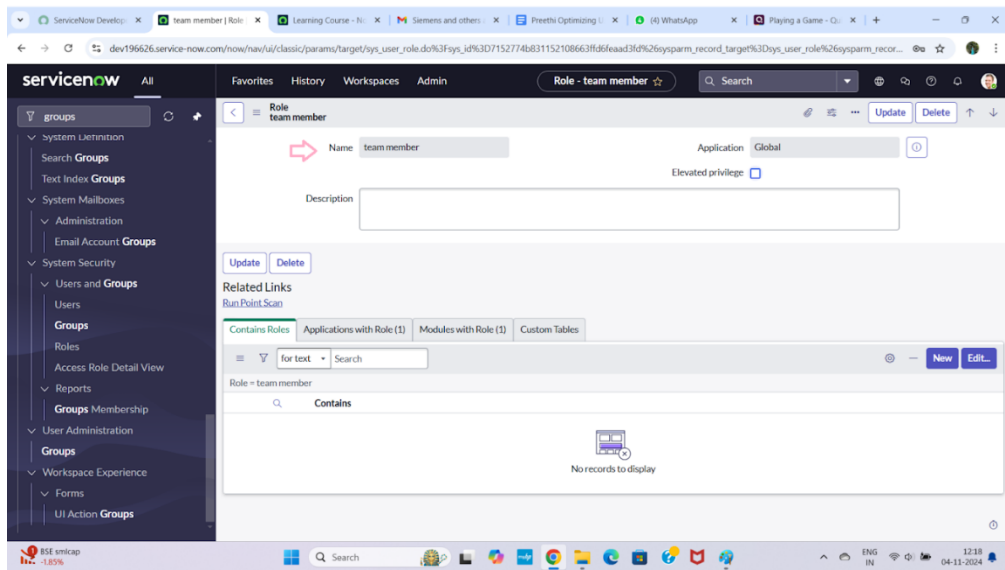 ServiceNow Develop
team member | Role
Learning Course - No
Siemens and others
Preethi Optimizing U
(4) WhatsApp
Playing a Game - Qu
dev196626.service-now.com/now/nav/ui/classic/params/target/sys_user_role.do%3Fsys_id%3D7152774b831152108663ffd6feaad3fd%26sysparm_record_target%3Dsys_user_role%26sysparm_recor...
servicenow All Favorites History Workspaces Admin Role - team member Search
groups
System Definition
Search Groups
Text Index Groups
System Mailboxes
Administration
Email Account Groups
System Security
Users and Groups
Users
Groups
Roles
Access Role Detail View
Reports
Groups Membership
User Administration
Groups
Workspace Experience
Forms
UI Action Groups
Role
team member
Update Delete
Name team member
Application Global
Elevated privilege
Description
Update Delete
Related Links
Run Point Scan
Contains Roles Applications with Role (1) Modules with Role (1) Custom Tables
for text Search New Edit...
Role = team member
Contains
No records to display
BSE smlcap
-1.85%
Search
ENG
IN
12:18
04-11-2024